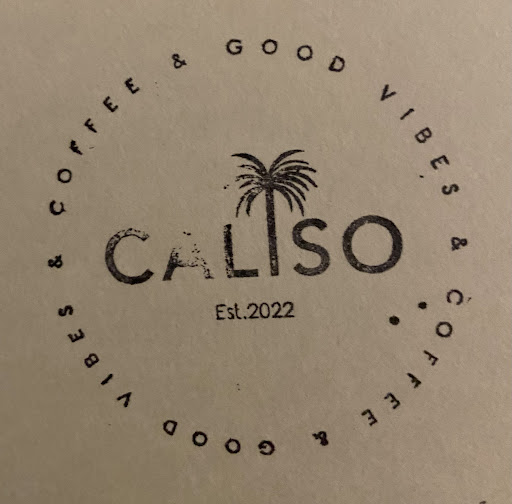 COFFEE & GOOD VIBES & COFFEE & GOOD VIBES &
CALISO
Est.2022